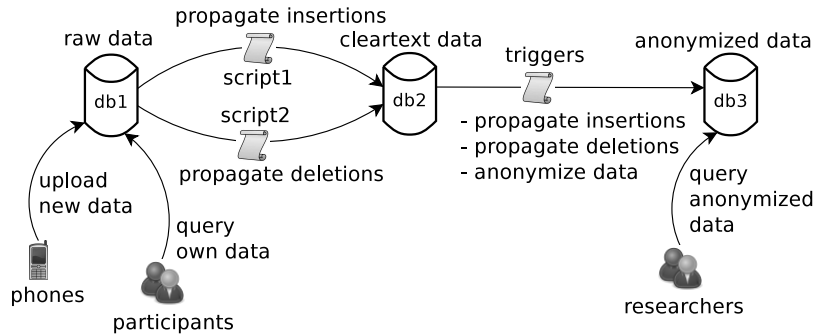 propagate insertions
raw data
script1
cleartext data
triggers
anonymized data
db1
db2
db3
script2
propagate deletions
- propagate insertions
- propagate deletions
- anonymize data
upload
new data
query
own data
query
anonymized
data
phones
participants
researchers